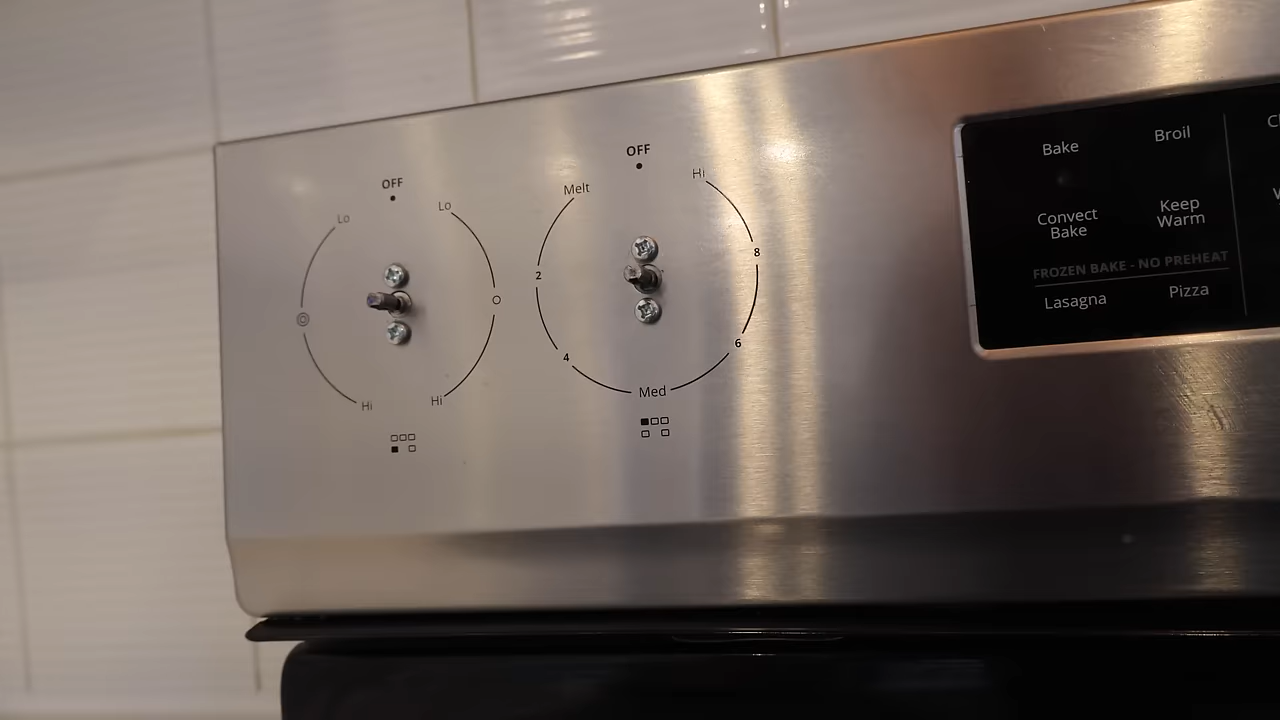 OFF
Lo
Lo
Hi
Hi
OFF
Melt
Hi
2
8
4
6
Med
Bake
Broil
Convect
Bake
Keep
Warm
FROZEN BAKE - NO PREHEAT
Lasagna
Pizza